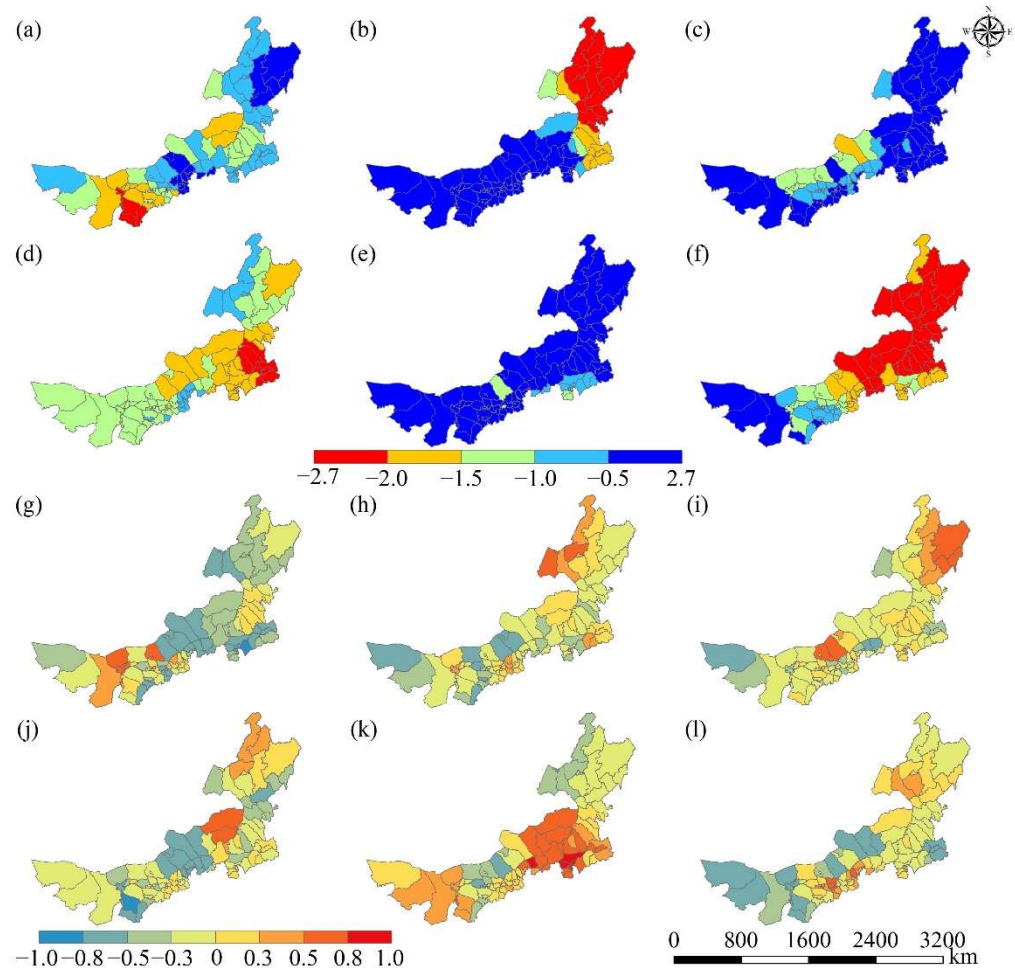 (a) (b) (c)
N
W E
S
(d) (e) (f)
−2.7 −2.0 −1.5 −1.0 −0.5 2.7
(g) (h) (i)
(j) (k) (l)
−1.0 −0.8 −0.5 −0.3 0 0.3 0.5 0.8 1.0
0 800 1600 2400 3200
km